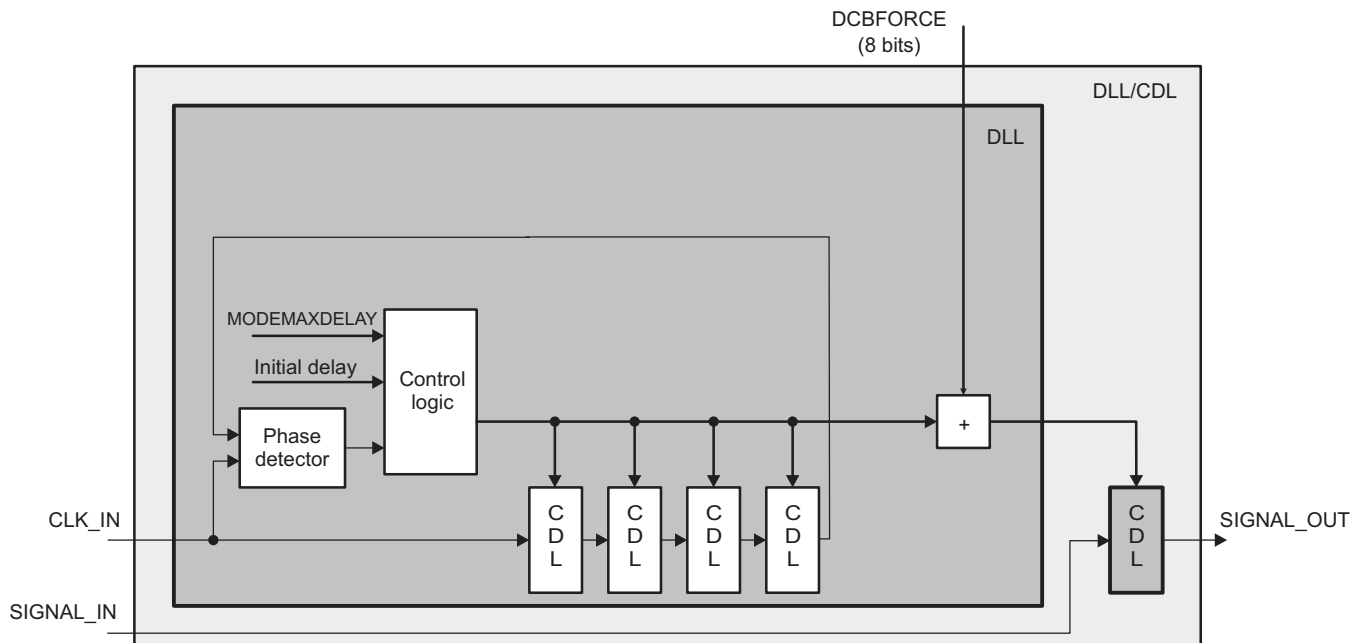 DCBFORCE
(8 bits)
DLL/CDL
DLL
MODEMAXDELAY
Initial delay
Control
logic
Phase
detector
+
CLK_IN
C
D
L
C
D
L
C
D
L
C
D
L
C
D
L
SIGNAL_OUT
SIGNAL_IN